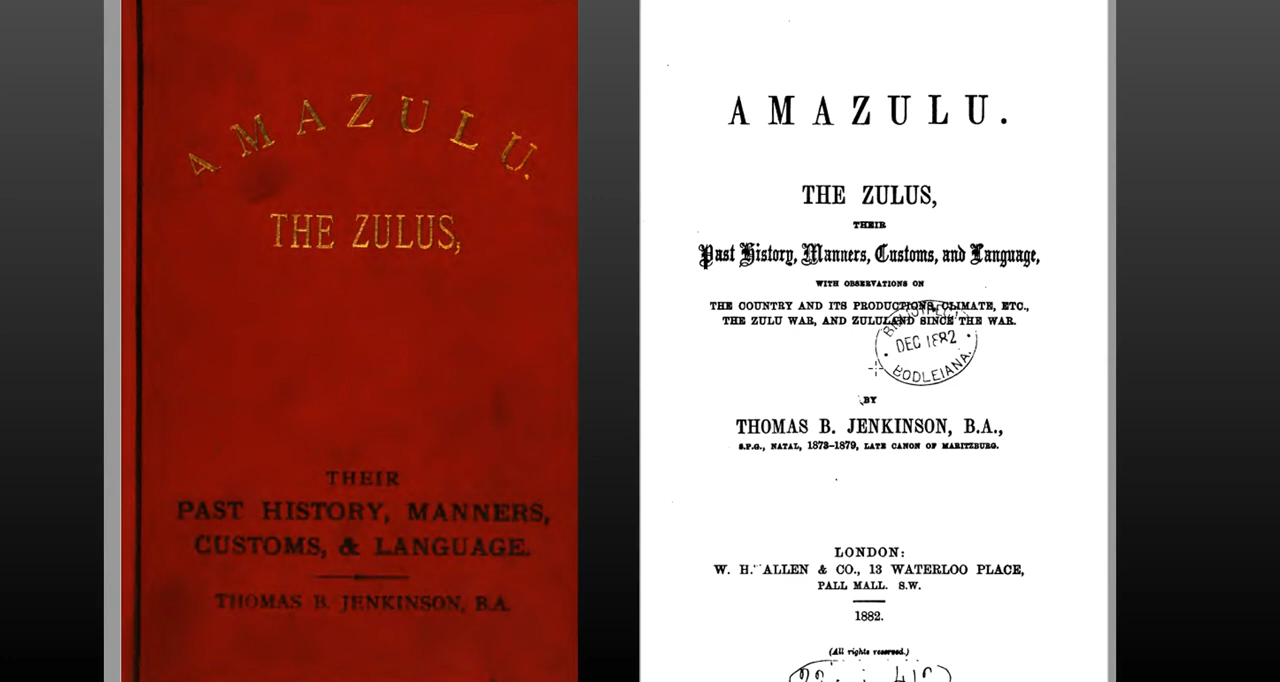 AMAZULU.
THE ZULUS,
THEIR
PAST HISTORY, MANNERS,
CUSTOMS, & LANGUAGE.
THOMAS B. JENKINSON, B.A.
AMAZULU.
THE ZULUS,
THEIR
Past History, Manners, Customs, and Language,
WITH OBSERVATIONS ON
THE COUNTRY AND ITS PRODUCTIONS, CLIMATE, ETC.,
THE ZULU WAR, AND ZULULAND SINCE THE WAR.
DEC 1882
BODLEIANA.
BY
THOMAS B. JENKINSON, B.A.,
S.P.G., NATAL, 1873–1879, LATE CANON OF MARITZBURG.
LONDON:
W. H. ALLEN & CO., 13 WATERLOO PLACE,
PALL MALL. S.W.
1882.
(All rights reserved.)